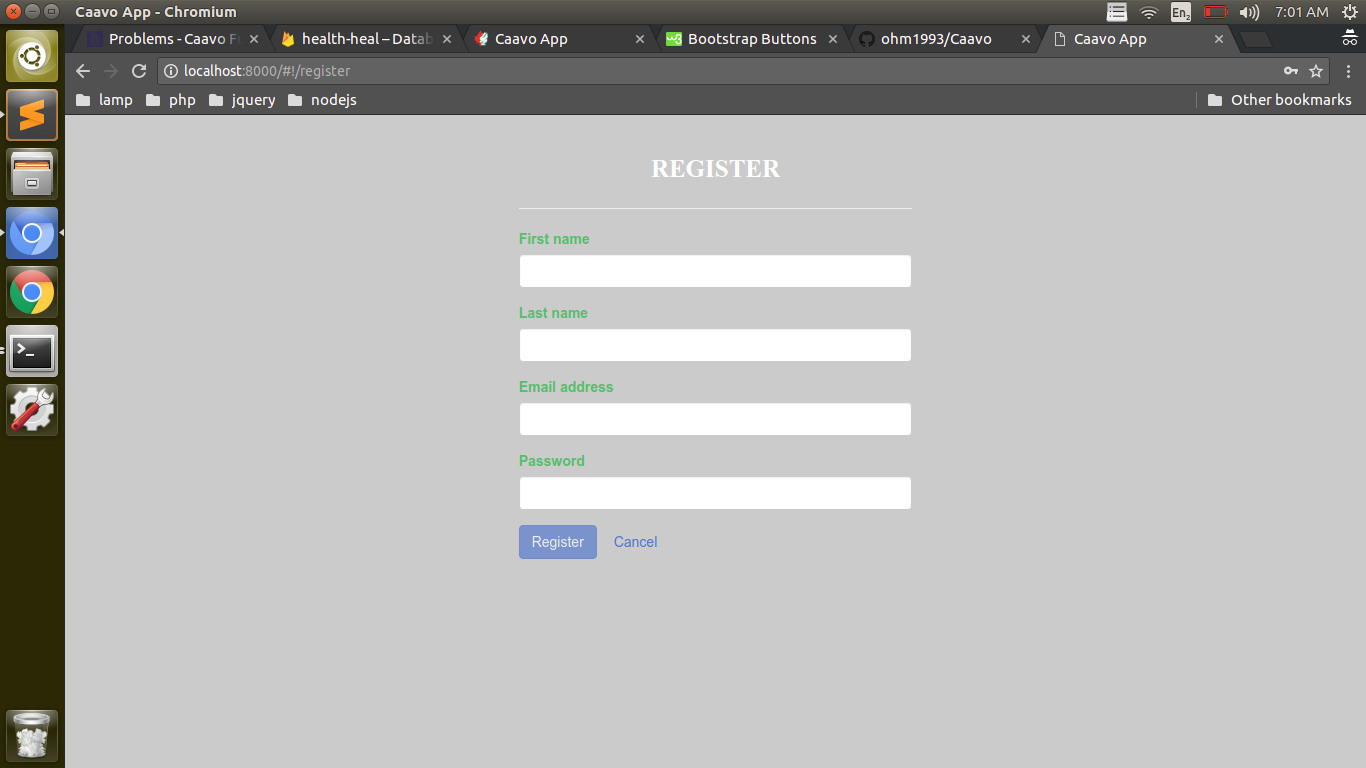 Caavo App - Chromium
En2
7:01 AM
Problems - Caavo F
health-heal – Datab
Caavo App
Bootstrap Buttons
ohm1993/Caavo
Caavo App
localhost:8000/#!/register
lamp
php
jquery
nodejs
Other bookmarks
REGISTER
First name
Last name
Email address
Password
Register
Cancel